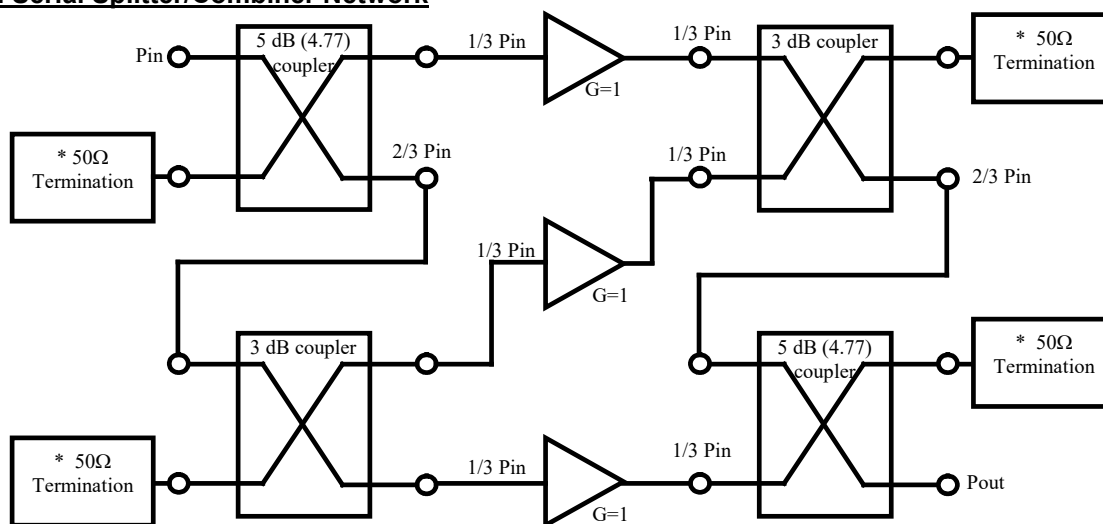 Serial Splitter/Combiner Network
5 dB (4.77)
coupler
Pin
1/3 Pin
G=1
1/3 Pin
3 dB coupler
* 50Ω
Termination
* 50Ω
Termination
2/3 Pin
1/3 Pin
2/3 Pin
1/3 Pin
G=1
3 dB coupler
5 dB (4.77)
coupler
* 50Ω
Termination
* 50Ω
Termination
1/3 Pin
G=1
1/3 Pin
Pout